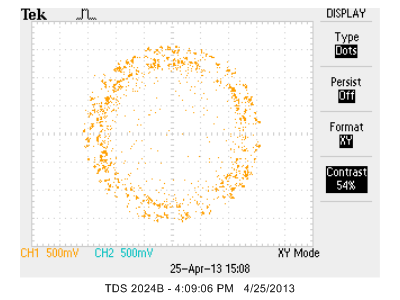 Tek
DISPLAY
Type
Dots
Persist
Off
Format
XY
Contrast
54%
CH1 500mV CH2 500mV XY Mode
25-Apr-13 15:08
TDS 2024B - 4:09:06 PM 4/25/2013